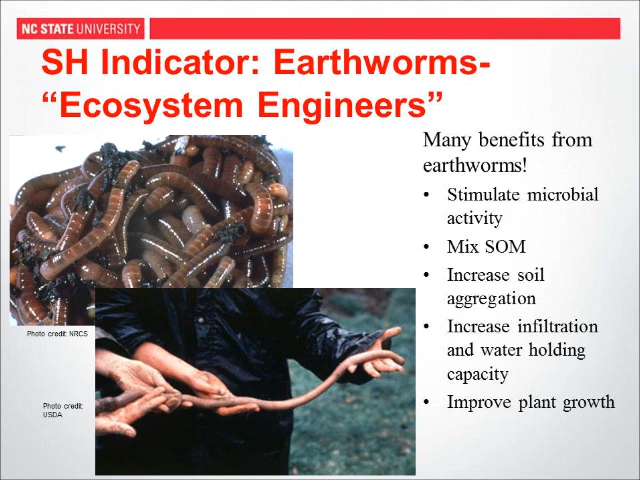 NC STATE UNIVERSITY
SH Indicator: Earthworms-
“Ecosystem Engineers”
Many benefits from
earthworms!
• Stimulate microbial
activity
• Mix SOM
• Increase soil
aggregation
• Increase infiltration
and water holding
capacity
• Improve plant growth
Photo credit: NRCS
Photo credit:
USDA